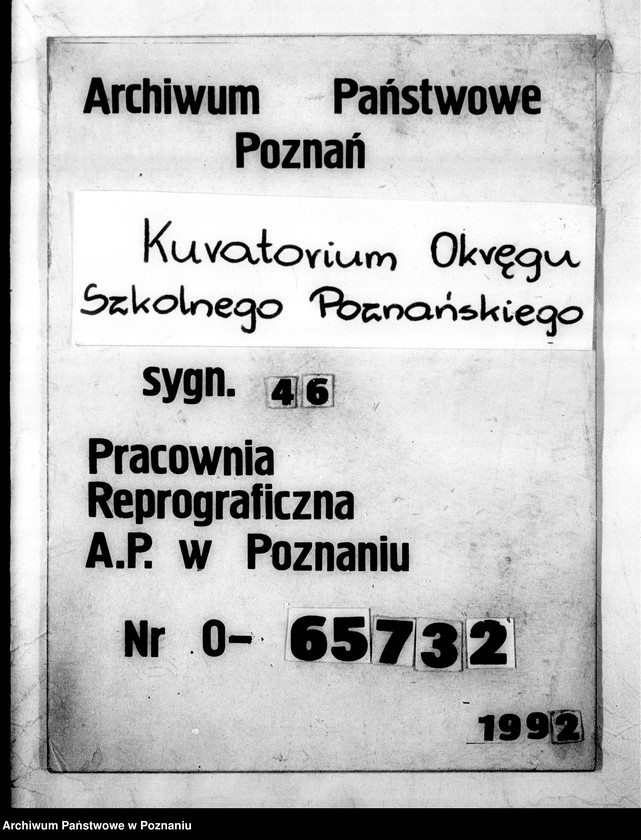 Archiwum Państwowe
Poznań
Kuratorium Okręgu
Szkolnego Poznańskiego
sygn. 46
Pracownia
Reprograficzna
A.P. w Poznaniu
Nr 0- 65732
1992
Archiwum Państwowe w Poznaniu